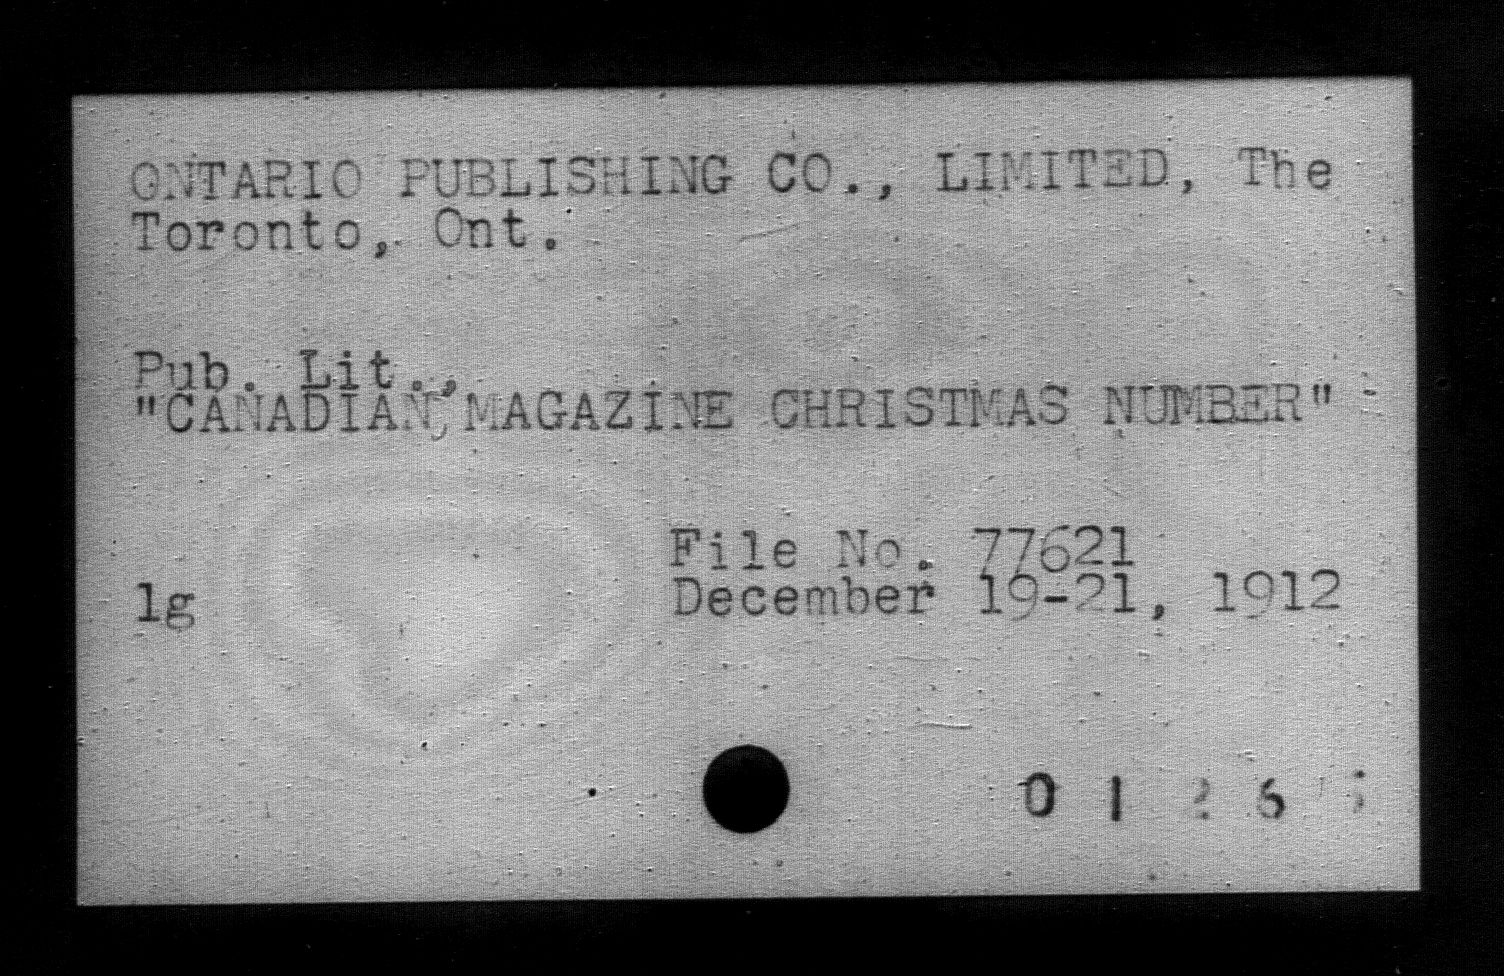 ONTARIO PUBLISHING CO., LIMITED, The
Toronto, Ont.
Pub. Lit.,
"CANADIAN MAGAZINE CHRISTMAS NUMBER"
File No. 77621
1g December 19-21, 1912